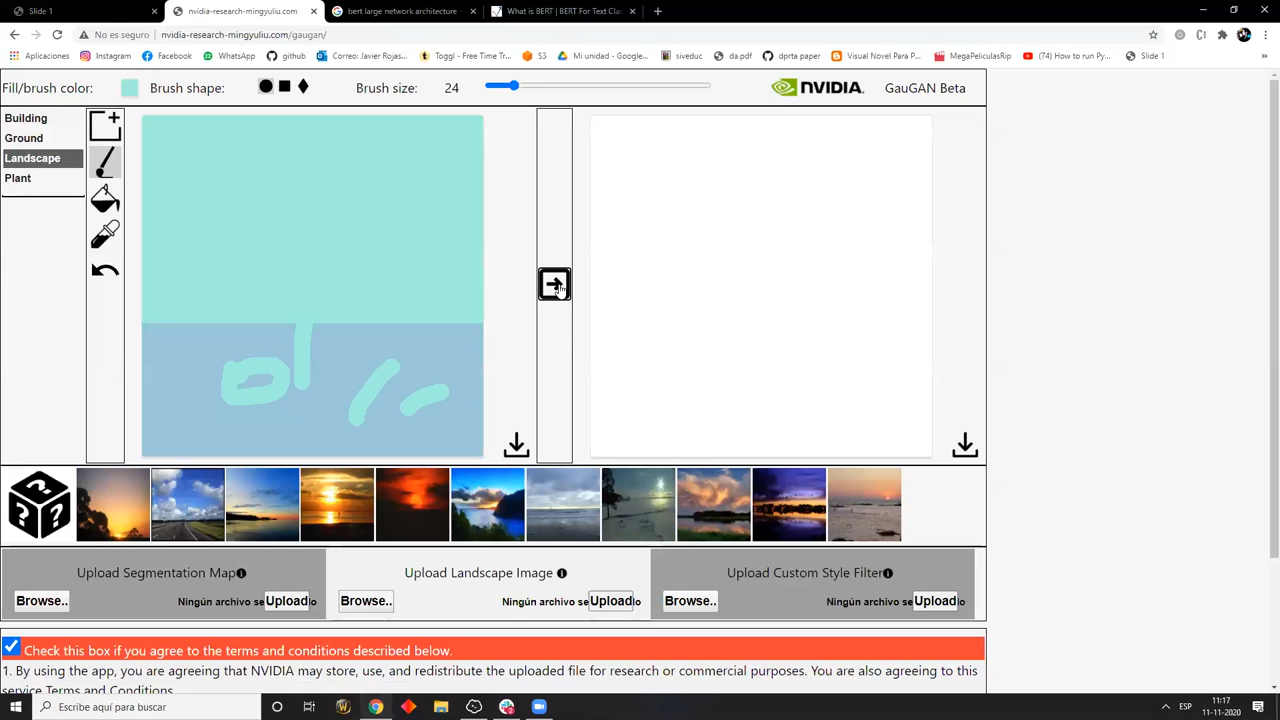 Slide 1
nvidia-research-mingyuliu.com/
bert large network architecture
What is BERT | BERT For Text Cla
No es seguro | nvidia-research-mingyuliu.com/gaugan/
Aplicaciones Instagram Facebook WhatsApp github Correo: Javier Rojas... Toggl - Free Time Tr... S3 Mi unidad - Google... siveduc da.pdf dprta paper Visual Novel Para P... MegaPeliculasRip (74) How to run Py... Slide 1
Fill/brush color: Brush shape: Brush size: 24 NVIDIA. GauGAN Beta
Building
Ground
Landscape
Plant
Upload Segmentation Map Upload Landscape Image Upload Custom Style Filter
Browse.. Ningún archivo se Upload o Browse.. Ningún archivo se Upload o Browse.. Ningún archivo se Upload o
Check this box if you agree to the terms and conditions described below.
1. By using the app, you are agreeing that NVIDIA may store, use, and redistribute the uploaded file for research or commercial purposes. You are also agreeing to this
service Terms and Conditions
Escribe aquí para buscar
ESP
11:17
11-11-2020